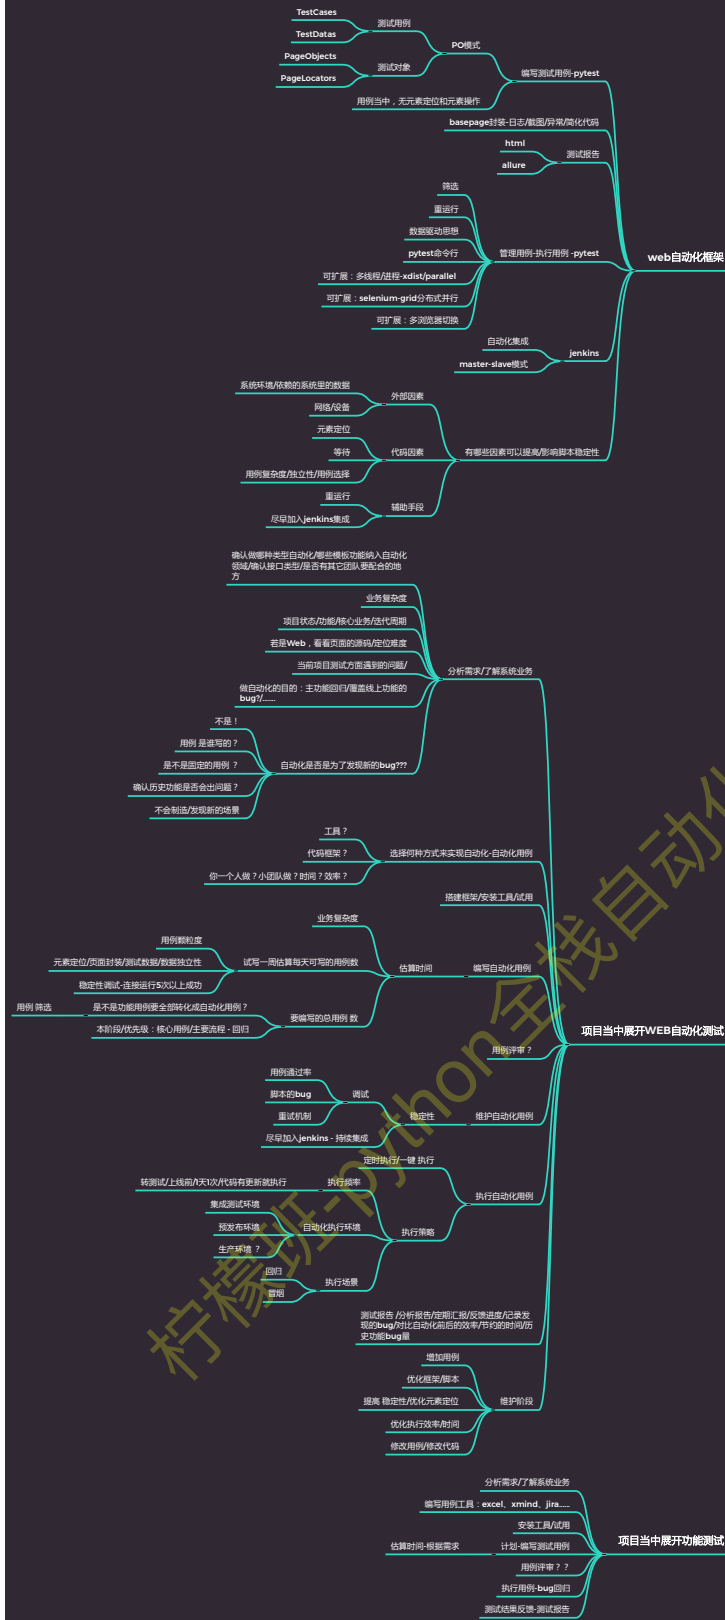 TestCases
测试用例
TestDatas
PO模式
PageObjects
测试对象
PageLocators
编写测试用例-pytest
用例当中，无元素定位和元素操作
basepage封装-日志/截图/异常/简化代码
html
测试报告
allure
筛选
重运行
数据驱动思想
pytest命令行
管理用例-执行用例 -pytest
web自动化框架
可扩展：多线程/进程-xdist/parallel
可扩展：selenium-grid分布式并行
可扩展：多浏览器切换
自动化集成
jenkins
master-slave模式
系统环境/依赖的系统里的数据
外部因素
网络/设备
元素定位
等待
代码因素
有哪些因素可以提高/影响脚本稳定性
用例复杂度/独立性/用例选择
重运行
辅助手段
尽早加入jenkins集成
确认做哪种类型自动化/哪些模板功能纳入自动化
领域/确认接口类型/是否有其它团队要配合的地
方
业务复杂度
项目状态/功能/核心业务/迭代周期
若是Web，看看页面的源码/定位难度
当前项目测试方面遇到的问题/
分析需求/了解系统业务
做自动化的目的：主功能回归/覆盖线上功能的
bug?/......
不是！
用例 是谁写的？
是不是固定的用例 ？
自动化是否是为了发现新的bug???
确认历史功能是否会出问题？
不会制造/发现新的场景
工具？
代码框架？
选择何种方式来实现自动化-自动化用例
你一个人做？小团队做？时间？效率？
搭建框架/安装工具/试用
业务复杂度
用例颗粒度
元素定位/页面封装/测试数据/数据独立性
试写一周估算每天可写的用例数
估算时间
编写自动化用例
稳定性调试-连接运行5次以上成功
用例 筛选
是不是功能用例要全部转化成自动化用例？
要编写的总用例 数
本阶段/优先级：核心用例/主要流程 - 回归
项目当中展开WEB自动化测试
用例评审？
用例通过率
脚本的bug
调试
稳定性
维护自动化用例
重试机制
尽早加入jenkins - 持续集成
定时执行/一键 执行
转测试/上线前/1天1次/代码有更新就执行
执行频率
执行自动化用例
集成测试环境
预发布环境
自动化执行环境
执行策略
生产环境 ？
回归
执行场景
冒烟
测试报告 /分析报告/定期汇报/反馈进度/记录发
现的bug/对比自动化前后的效率/节约的时间/历
史功能bug量
增加用例
优化框架/脚本
提高 稳定性/优化元素定位
维护阶段
优化执行效率/时间
修改用例/修改代码
分析需求/了解系统业务
编写用例工具：excel、xmind、jira......
安装工具/试用
估算时间-根据需求
计划-编写测试用例
项目当中展开功能测试
用例评审？？
执行用例-bug回归
测试结果反馈-测试报告
柠檬班-python全栈自动化